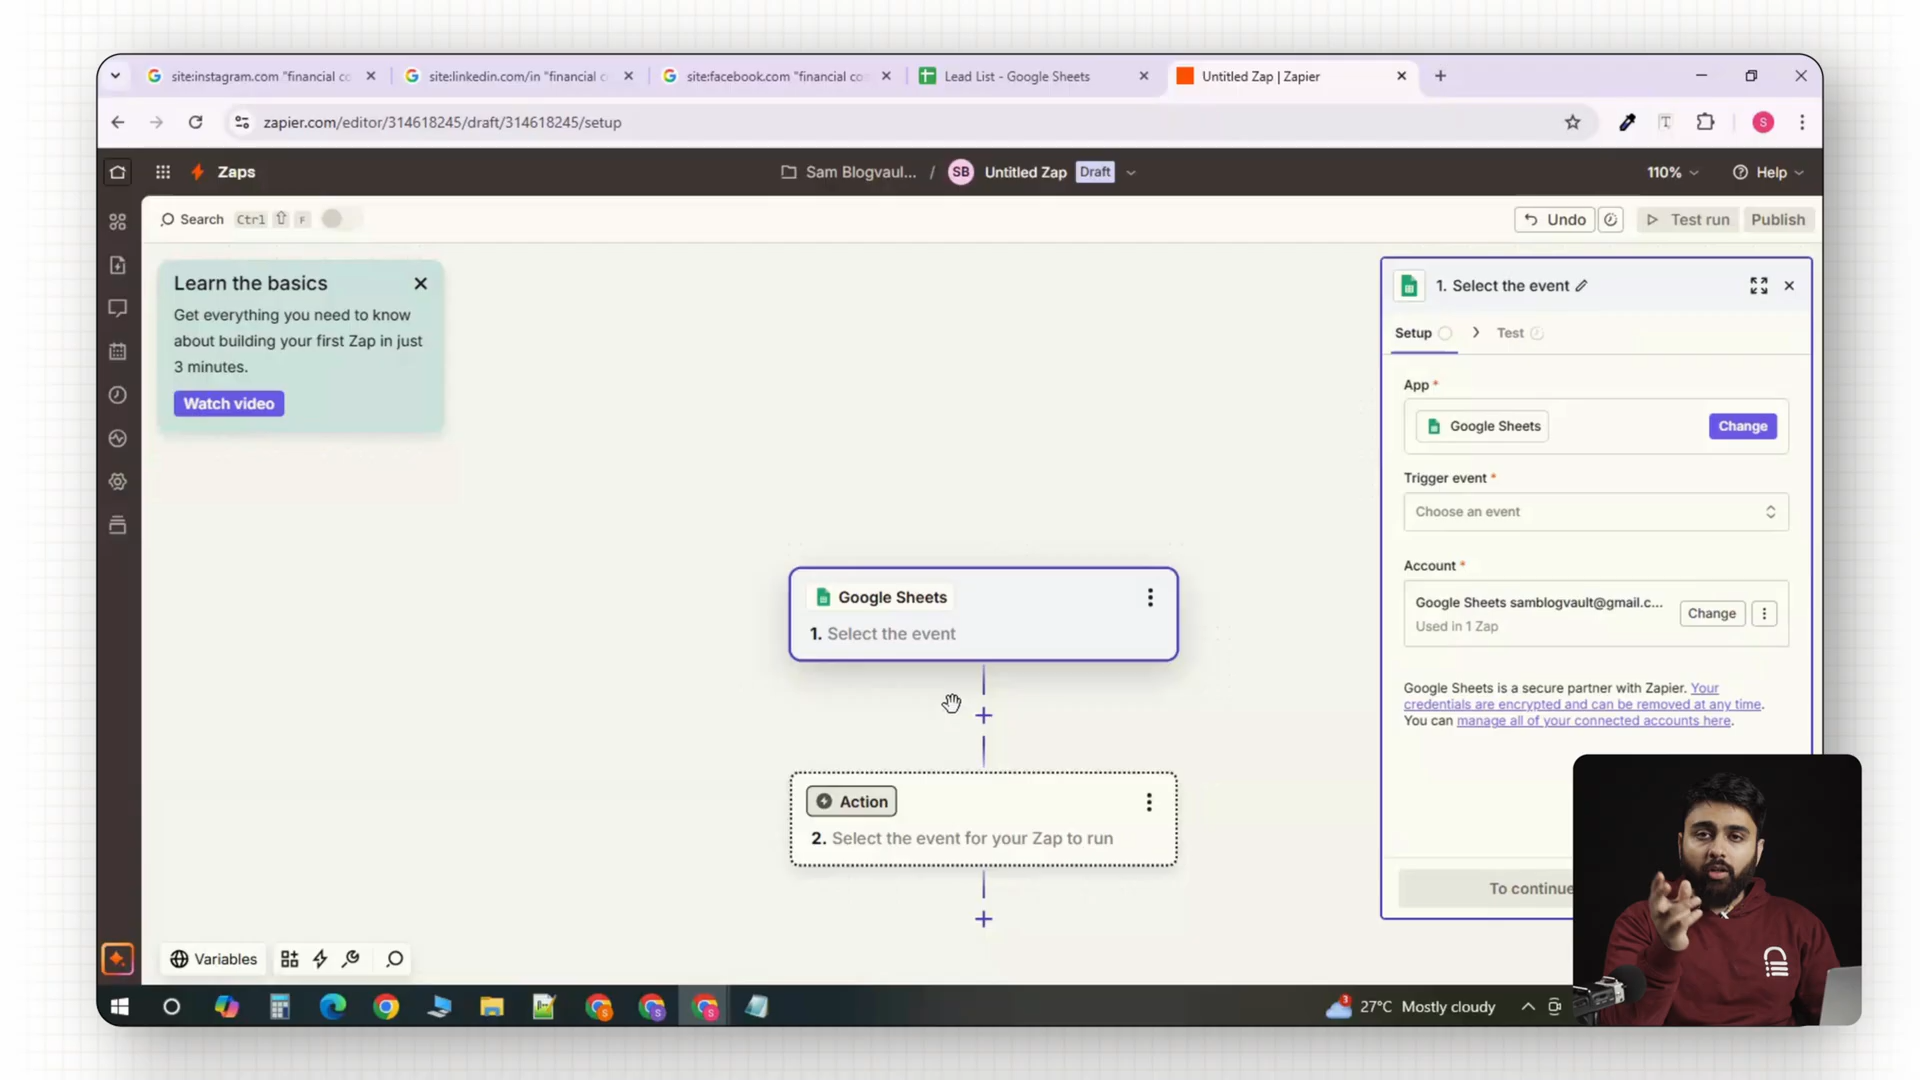 site:instagram.com "financial co
site:linkedin.com/in "financial c
site:facebook.com "financial co
Lead List - Google Sheets
Untitled Zap | Zapier
zapier.com/editor/314618245/draft/314618245/setup
T
S
Zaps
Sam Blogvaul... / SB Untitled Zap Draft
110%
Help
Search Ctrl ⇧ F
Undo
Test run
Publish
Learn the basics
Get everything you need to know
about building your first Zap in just
3 minutes.
Watch video
Google Sheets
1. Select the event
Action
2. Select the event for your Zap to run
1. Select the event
Setup
Test
App *
Google Sheets
Change
Trigger event *
Choose an event
Account *
Google Sheets samblogvault@gmail.c...
Used in 1 Zap
Change
Google Sheets is a secure partner with Zapier. Your
credentials are encrypted and can be removed at any time.
You can manage all of your connected accounts here.
To continue
Variables
27°C Mostly cloudy
3